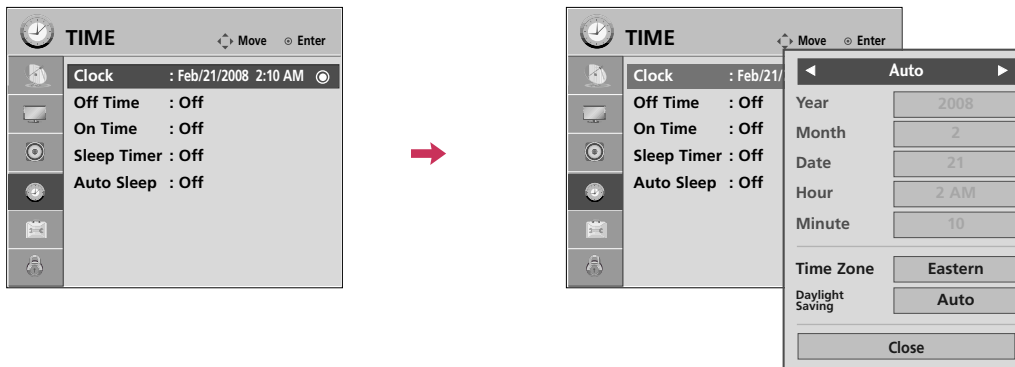 TIME
Move Enter
Clock : Feb/21/2008 2:10 AM
Off Time : Off
On Time : Off
Sleep Timer : Off
Auto Sleep : Off
TIME
Move Enter
Clock : Feb/21/
Off Time : Off
On Time : Off
Sleep Timer : Off
Auto Sleep : Off
Auto
Year 2008
Month 2
Date 21
Hour 2 AM
Minute 10
Time Zone Eastern
Daylight
Saving Auto
Close